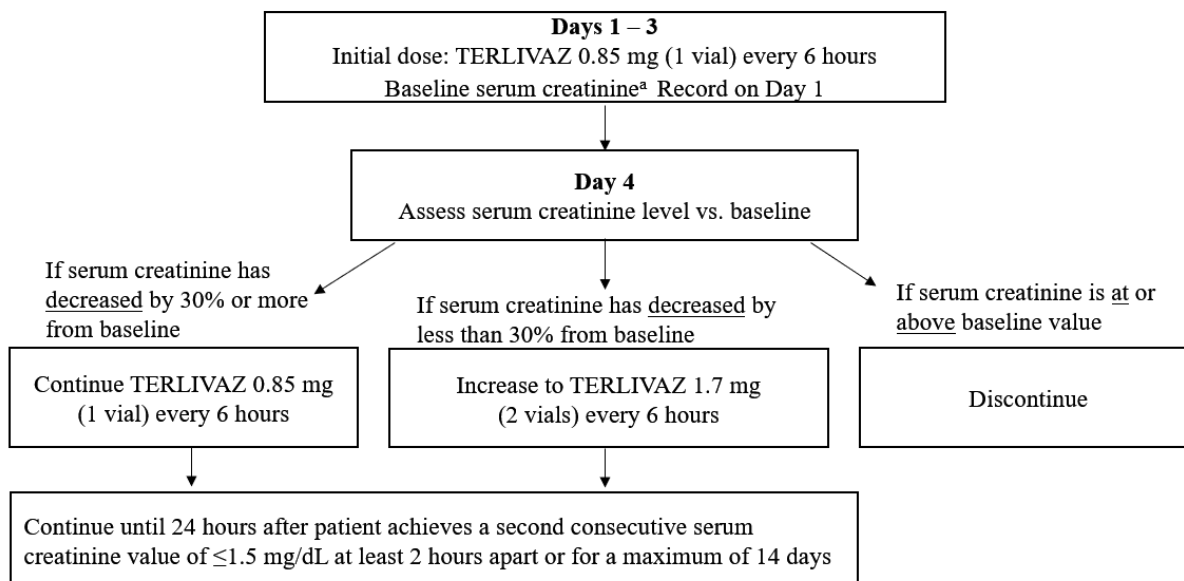 Days 1 – 3
Initial dose: TERLIVAZ 0.85 mg (1 vial) every 6 hours
Baseline serum creatinineᵃ Record on Day 1
Day 4
Assess serum creatinine level vs. baseline
If serum creatinine has
decreased by 30% or more
from baseline
If serum creatinine has decreased by
less than 30% from baseline
If serum creatinine is at or
above baseline value
Continue TERLIVAZ 0.85 mg
(1 vial) every 6 hours
Increase to TERLIVAZ 1.7 mg
(2 vials) every 6 hours
Discontinue
Continue until 24 hours after patient achieves a second consecutive serum
creatinine value of ≤1.5 mg/dL at least 2 hours apart or for a maximum of 14 days